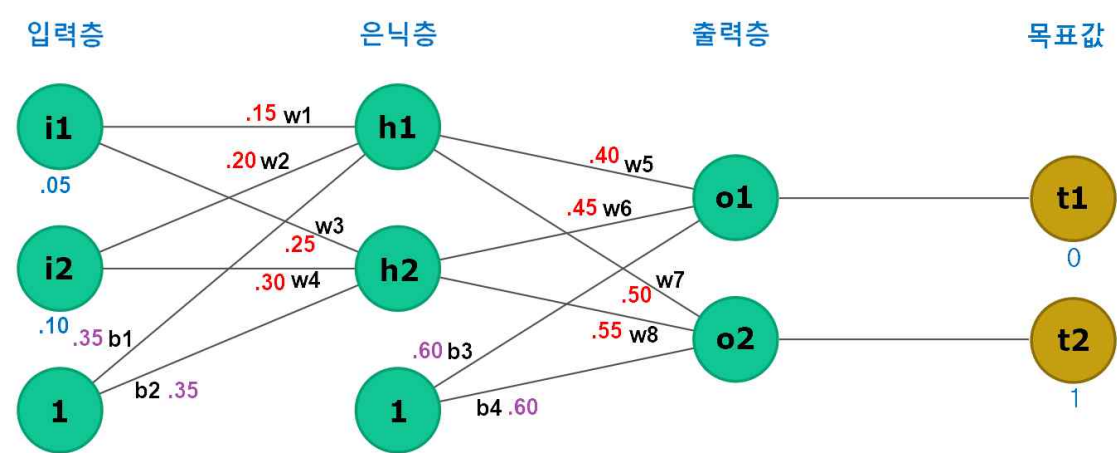 입력층 은닉층 출력층 목표값
i1 .15 w1 h1
.20 w2 .40 w5
.05 o1 t1
.45 w6
w3 0
.25
i2 .30 w4 h2 w7
.10 .50
.35 b1 .55 w8 o2 t2
.60 b3
1 b2 .35 1 b4 .60 1